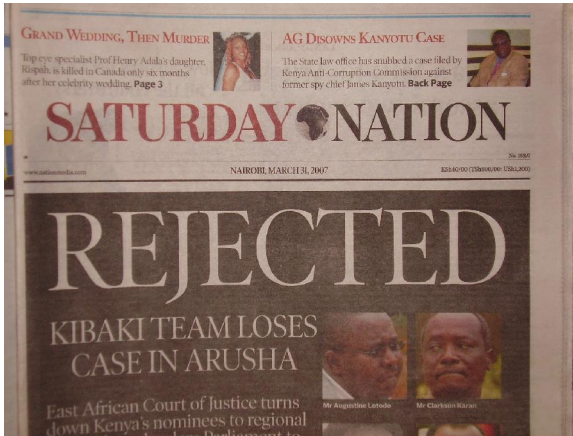 GRAND WEDDING, THEN MURDER
Top eye specialist Prof Henry Adala's daughter,
Rispah, is killed in Canada only six months
after her celebrity wedding. Page 3
AG DISOWNS KANYOTU CASE
The State law office has snubbed a case filed by
Kenya Anti-Corruption Commission against
former spy chief James Kanyotu. Back Page
SATURDAY NATION
No.
www.nationmedia.com
NAIROBI, MARCH 31, 2007
REJECTED
KIBAKI TEAM LOSES
CASE IN ARUSHA
Mr Augustine Lotodo
Mr Clarkson Karan
East African Court of Justice turns
down Kenya's nominees to regional